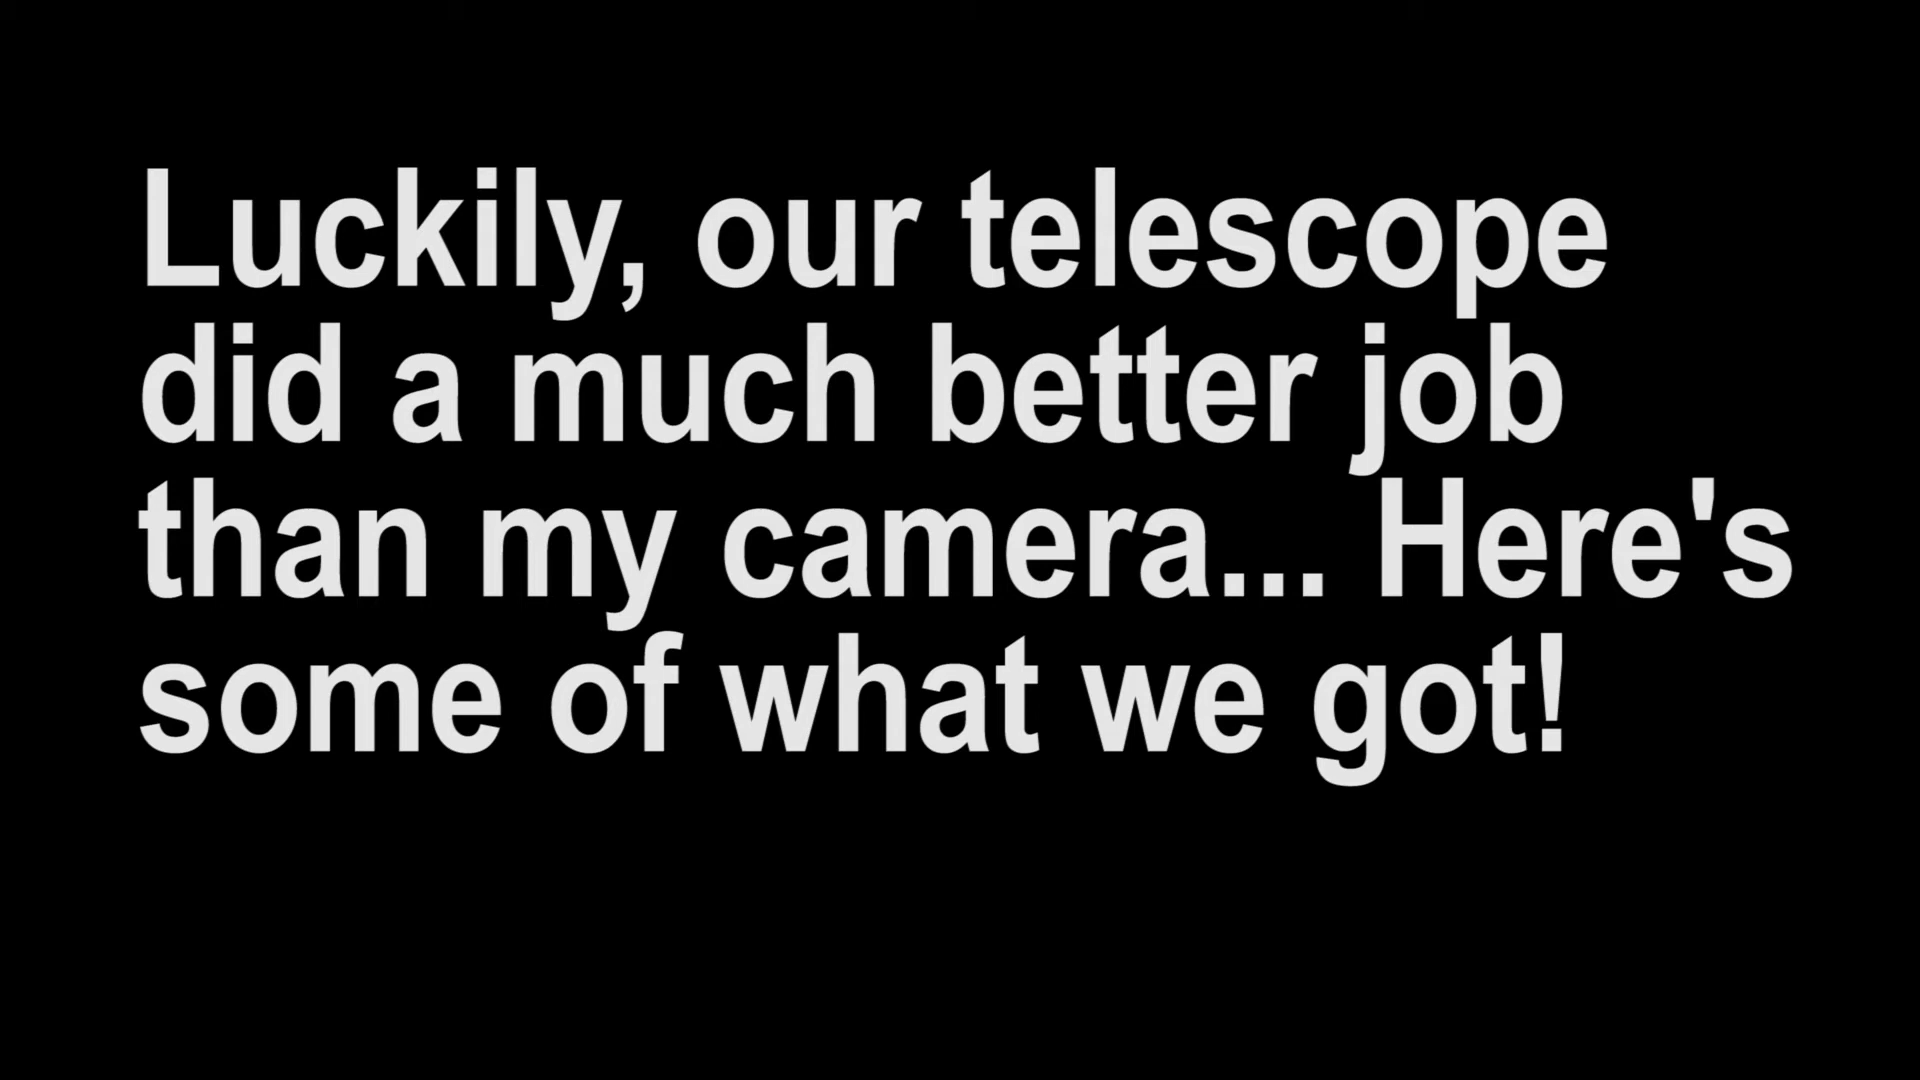 Luckily, our telescope
did a much better job
than my camera... Here's
some of what we got!